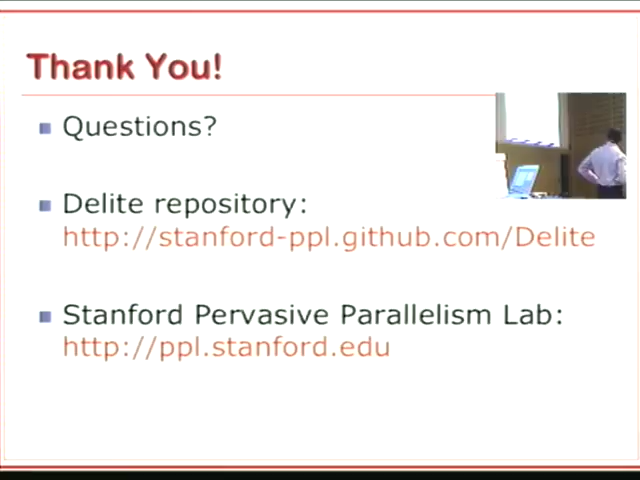 Thank You!
Questions?
Delite repository:
http://stanford-ppl.github.com/Delite
Stanford Pervasive Parallelism Lab:
http://ppl.stanford.edu